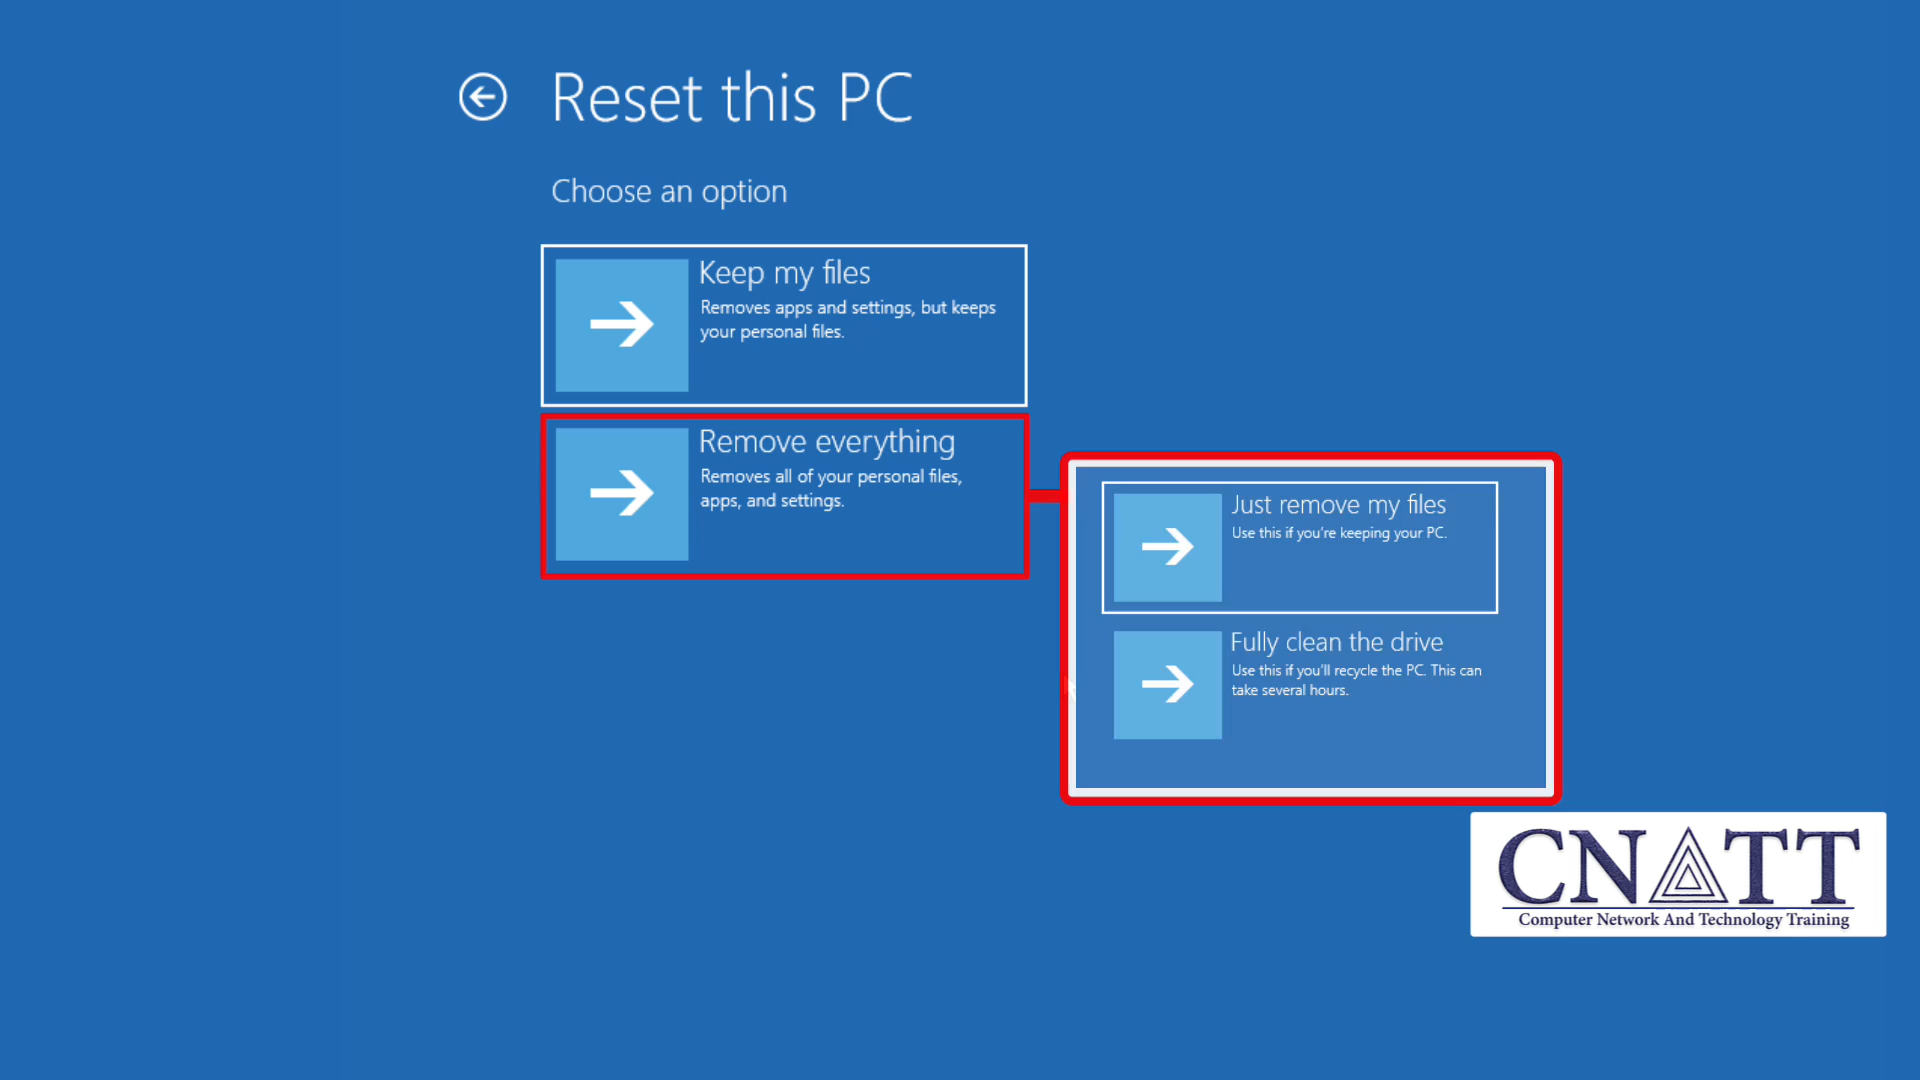 Reset this PC
Choose an option
Keep my files
Removes apps and settings, but keeps
your personal files.
Remove everything
Removes all of your personal files,
apps, and settings.
Just remove my files
Use this if you're keeping your PC.
Fully clean the drive
Use this if you'll recycle the PC. This can
take several hours.
CNATT
Computer Network And Technology Training